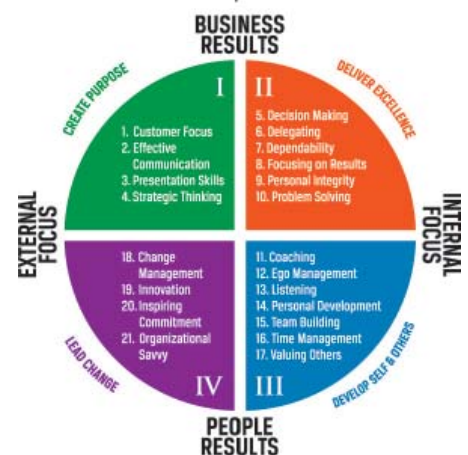 BUSINESS
RESULTS
CREATE PURPOSE
I
1. Customer Focus
2. Effective
Communication
3. Presentation Skills
4. Strategic Thinking
II
DELIVER EXCELLENCE
5. Decision Making
6. Delegating
7. Dependability
8. Focusing on Results
9. Personal Integrity
10. Problem Solving
EXTERNAL
FOCUS
INTERNAL
FOCUS
18. Change
Management
19. Innovation
20. Inspiring
Commitment
21. Organizational
Savvy
IV
LEAD CHANGE
11. Coaching
12. Ego Management
13. Listening
14. Personal Development
15. Team Building
16. Time Management
17. Valuing Others
III
DEVELOP SELF & OTHERS
PEOPLE
RESULTS